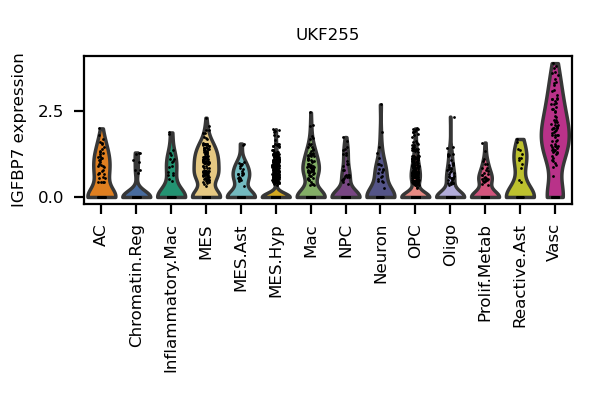 UKF255
IGFBP7 expression
2.5
0.0
AC
Chromatin.Reg
Inflammatory.Mac
MES
MES.Ast
MES.Hyp
Mac
NPC
Neuron
OPC
Oligo
Prolif.Metab
Reactive.Ast
Vasc